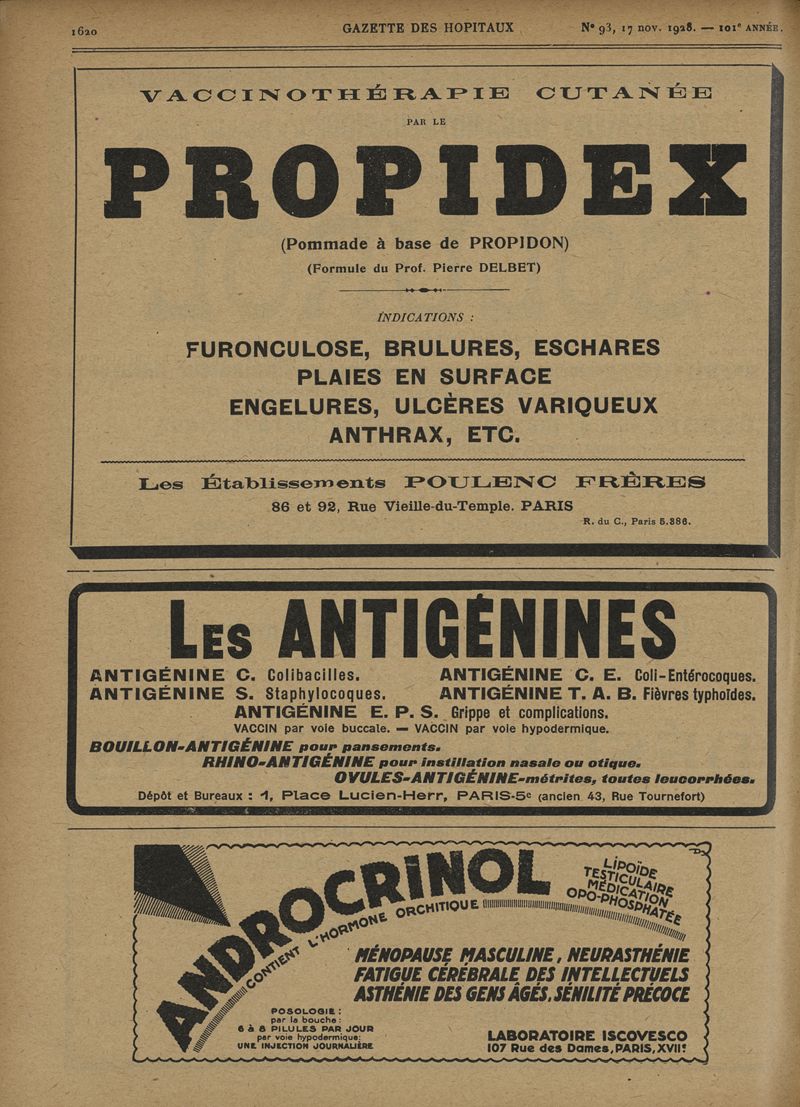 1620
GAZETTE DES HOPITAUX
N° 93, 17 nov. 1928. — 101e ANNÉE.
VACCINOTHÉRAPIE CUTANÉE
PAR LE
PROPIDEX
(Pommade à base de PROPIDON)
(Formule du Prof. Pierre DELBET)
INDICATIONS :
FURONCULOSE, BRULURES, ESCHARES
PLAIES EN SURFACE
ENGELURES, ULCÈRES VARIQUEUX
ANTHRAX, ETC.
Les Établissements POULENC FRÈRES
86 et 92, Rue Vieille-du-Temple. PARIS
R. du C., Paris 5.386.
LES ANTIGÉNINES
ANTIGÉNINE C. Colibacilles. ANTIGÉNINE C. E. Coli-Entérocoques.
ANTIGÉNINE S. Staphylocoques. ANTIGÉNINE T. A. B. Fièvres typhoïdes.
ANTIGÉNINE E. P. S. Grippe et complications.
VACCIN par voie buccale. — VACCIN par voie hypodermique.
BOUILLON-ANTIGÉNINE pour pansements.
RHINO-ANTIGÉNINE pour instillation nasale ou otique.
OVULES-ANTIGÉNINE-métrites, toutes leucorrhées.
Dépôt et Bureaux : 1, Place Lucien-Herr, PARIS-5e (ancien 43, Rue Tournefort)
ANDROCRINOL
CONTIENT L'HORMONE ORCHITIQUE
LIPOÏDE
TESTICULAIRE
MÉDICATION
OPO-PHOSPHATÉE
MÉNOPAUSE MASCULINE, NEURASTHÉNIE
FATIGUE CÉRÉBRALE DES INTELLECTUELS
ASTHÉNIE DES GENS ÂGÉS, SÉNILITÉ PRÉCOCE
POSOLOGIE :
par la bouche :
6 à 8 PILULES PAR JOUR
par voie hypodermique:
UNE INJECTION JOURNALIÈRE
LABORATOIRE ISCOVESCO
107 Rue des Dames, PARIS, XVIIe